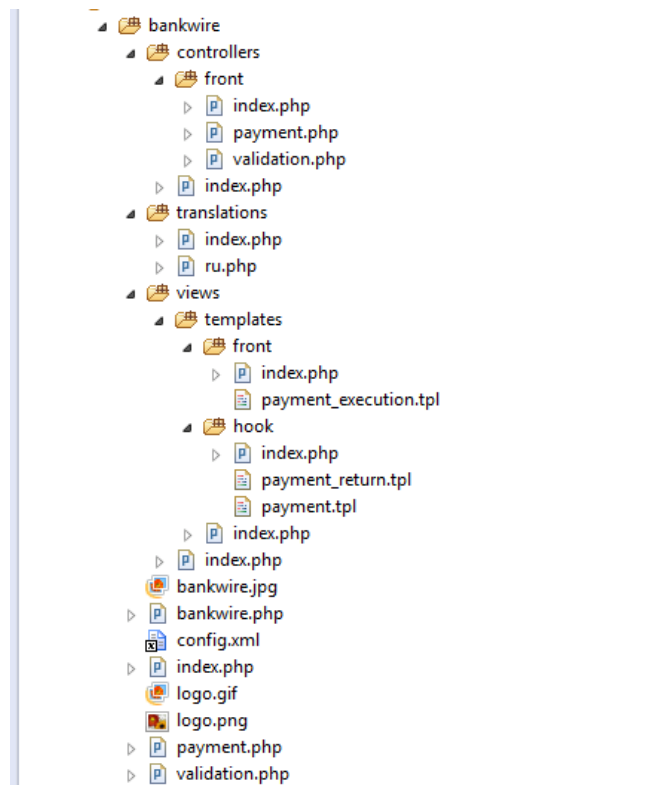 bankwire
controllers
front
index.php
payment.php
validation.php
index.php
translations
index.php
ru.php
views
templates
front
index.php
payment_execution.tpl
hook
index.php
payment_return.tpl
payment.tpl
index.php
index.php
bankwire.jpg
bankwire.php
config.xml
index.php
logo.gif
logo.png
payment.php
validation.php